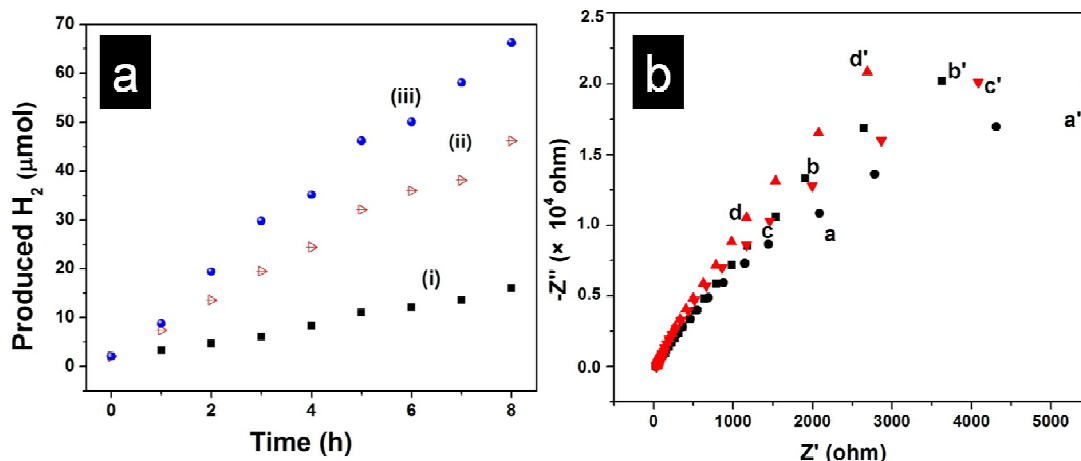 a
70
60
50
40
30
20
10
0
Produced H₂ (μmol)
(iii)
(ii)
(i)
0 2 4 6 8
Time (h)
b
2.5
2.0
1.5
1.0
0.5
0.0
-Z'' (× 10⁴ ohm)
d'
b'
c'
a'
b
d
c
a
0 1000 2000 3000 4000 5000
Z' (ohm)